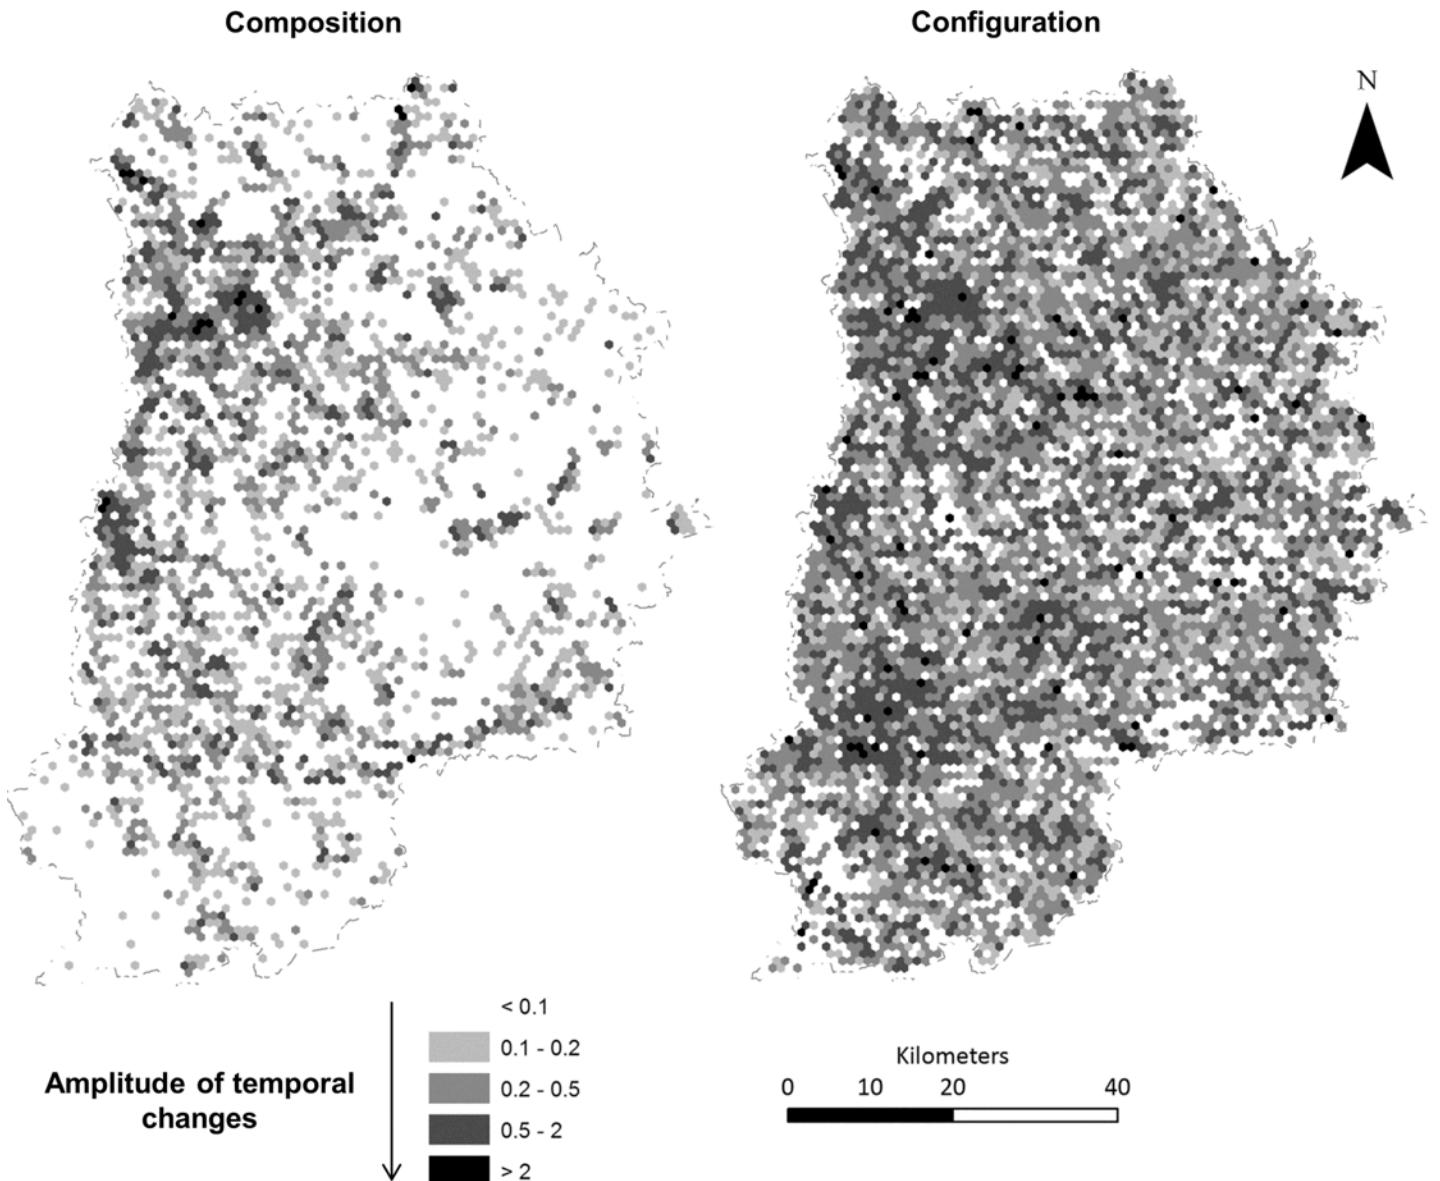 Composition
Configuration
N
< 0.1
0.1 - 0.2
0.2 - 0.5
0.5 - 2
> 2
Amplitude of temporal
changes
Kilometers
0 10 20 40